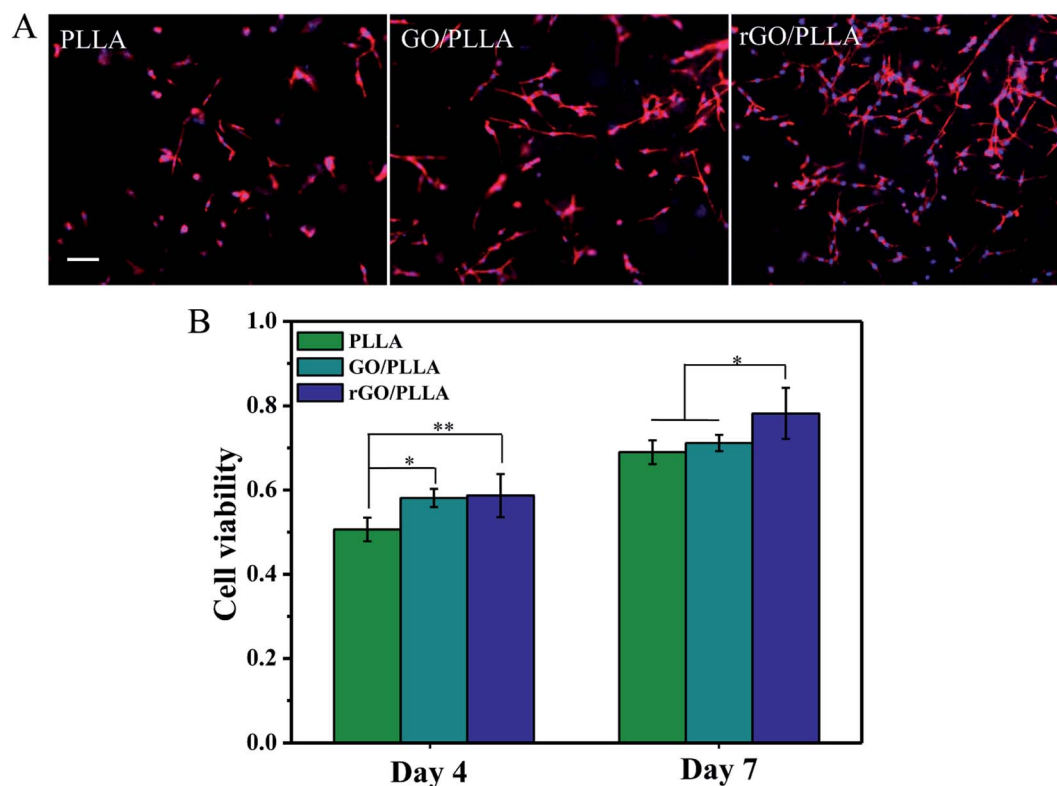 A
PLLA
GO/PLLA
rGO/PLLA
B
1.0
0.8
0.6
0.4
0.2
0.0
Cell viability
PLLA
GO/PLLA
rGO/PLLA
*
**
*
Day 4
Day 7